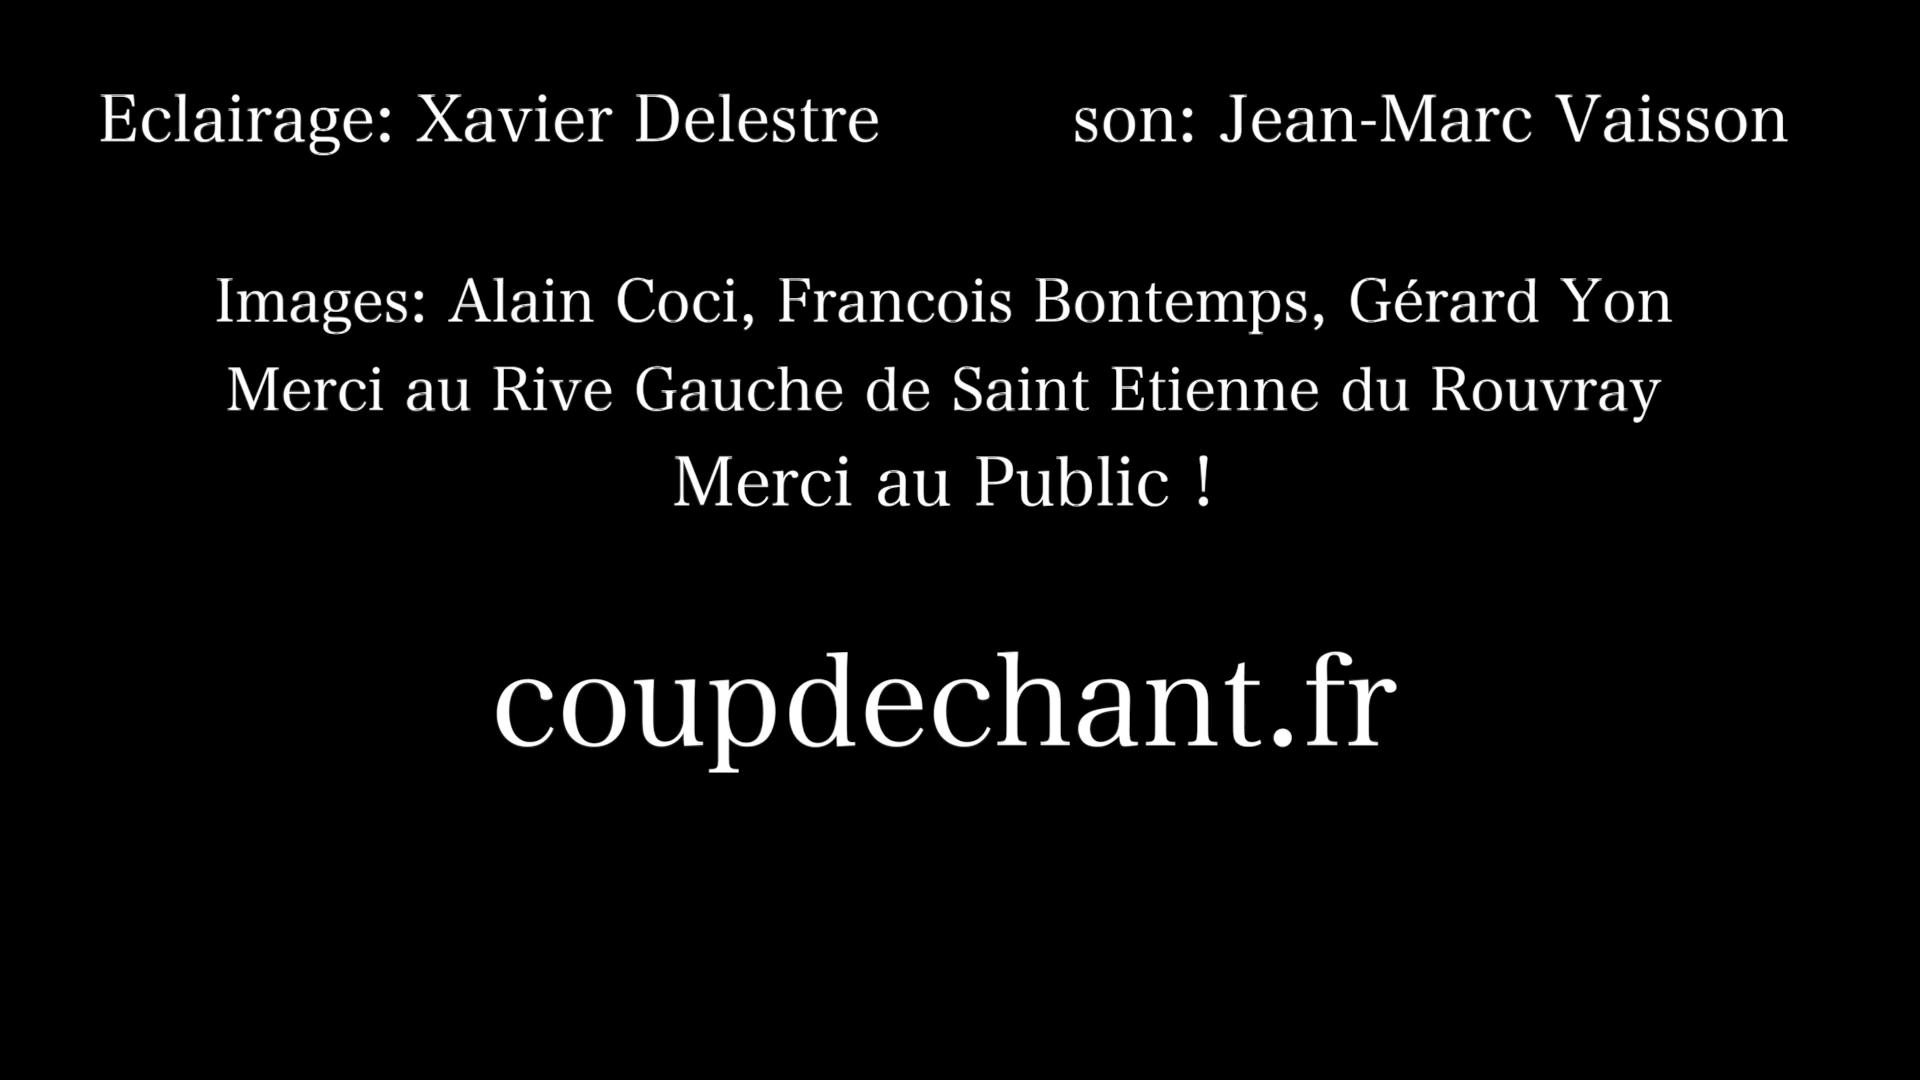 Eclairage: Xavier Delestre son: Jean-Marc Vaisson
Images: Alain Coci, Francois Bontemps, Gérard Yon
Merci au Rive Gauche de Saint Etienne du Rouvray
Merci au Public !
coupdechant.fr